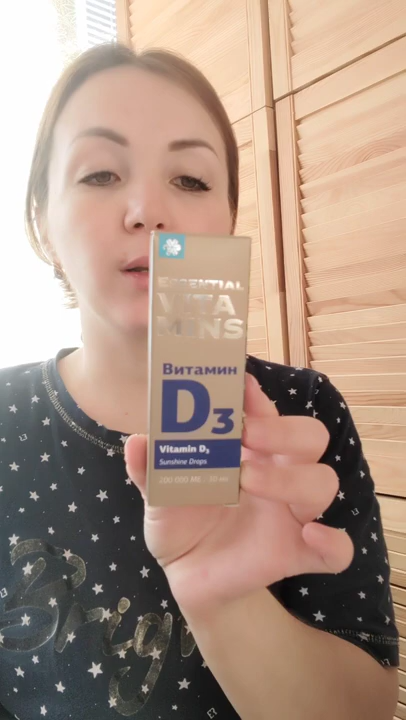 ESSENTIAL
VITA
MINS
Витамин
D3
Vitamin D3
Sunshine Drops